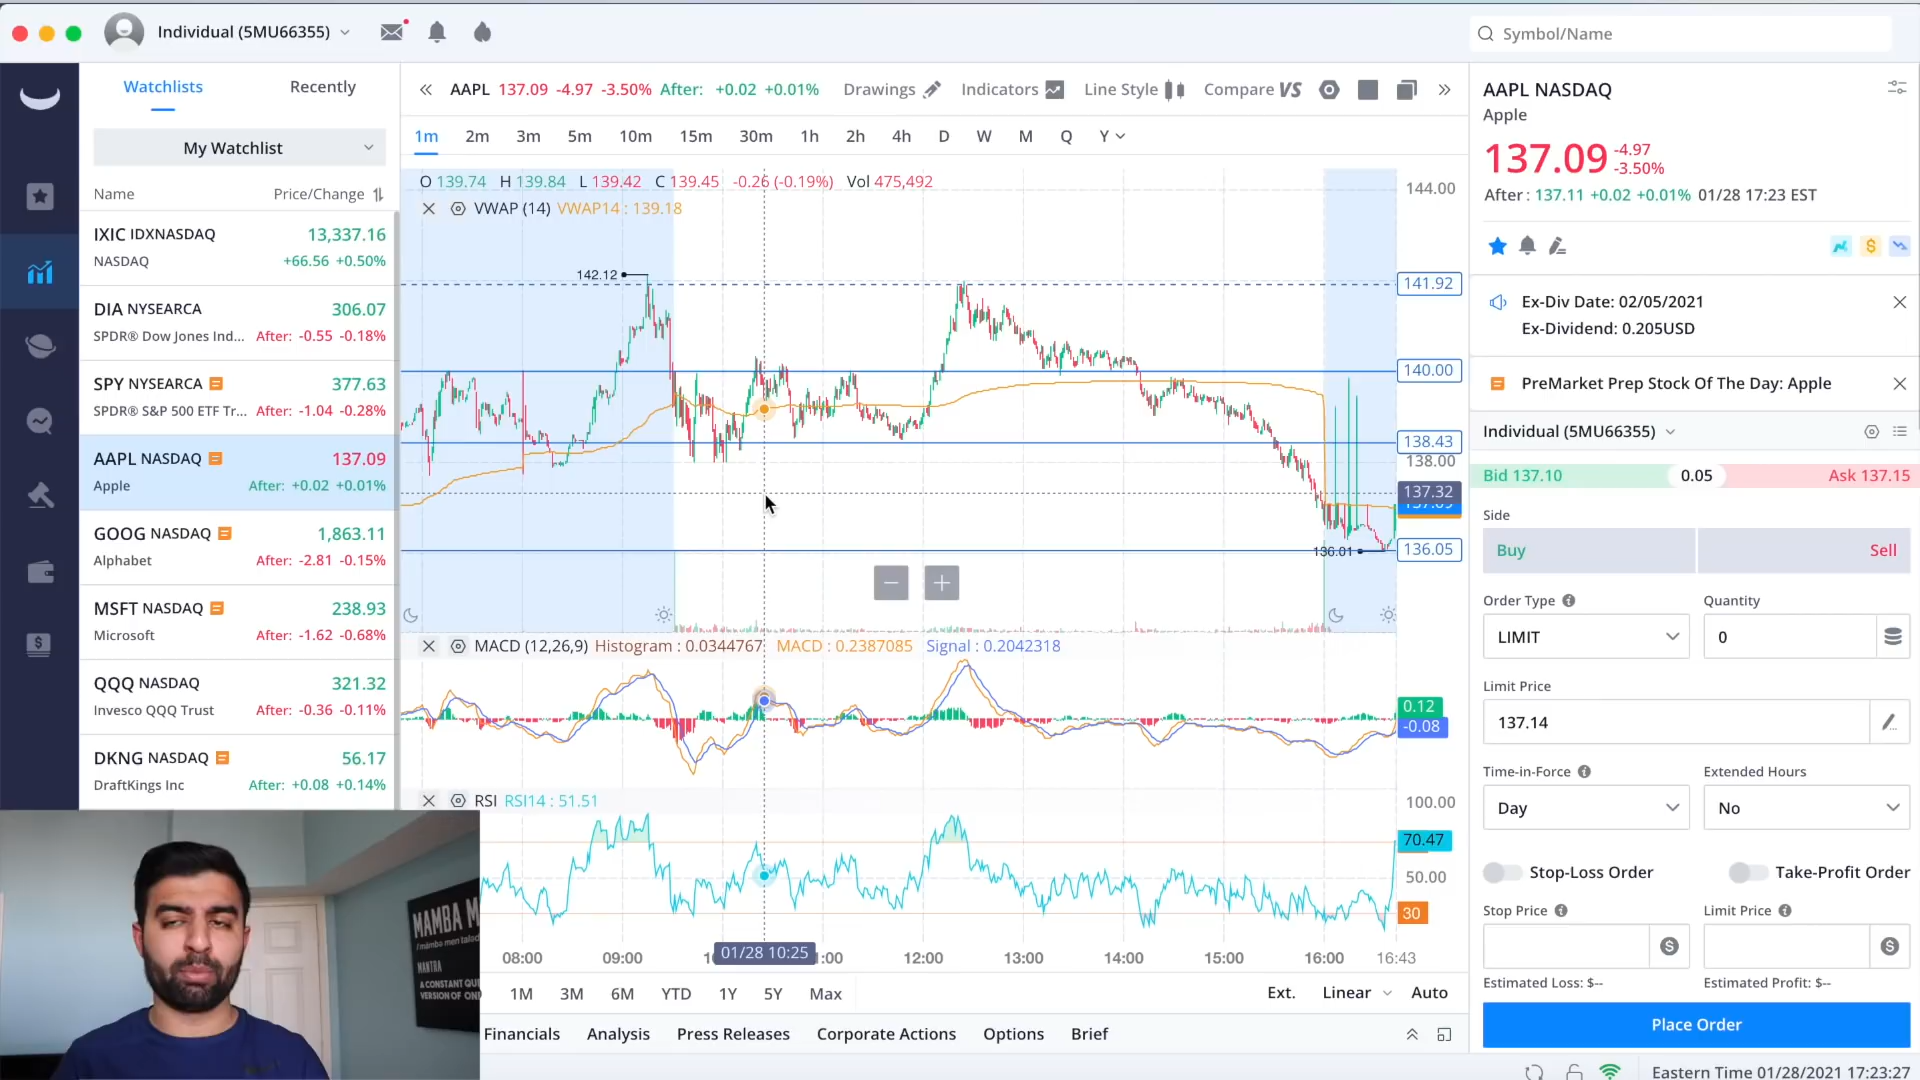 Individual (5MU66355)
Symbol/Name
Watchlists
Recently
My Watchlist
Name
Price/Change
IXIC IDXNASDAQ 13,337.16
NASDAQ +66.56 +0.50%
DIA NYSEARCA 306.07
SPDR® Dow Jones Ind... After: -0.55 -0.18%
SPY NYSEARCA 377.63
SPDR® S&P 500 ETF Tr... After: -1.04 -0.28%
AAPL NASDAQ 137.09
Apple After: +0.02 +0.01%
GOOG NASDAQ 1,863.11
Alphabet After: -2.81 -0.15%
MSFT NASDAQ 238.93
Microsoft After: -1.62 -0.68%
QQQ NASDAQ 321.32
Invesco QQQ Trust After: -0.36 -0.11%
DKNG NASDAQ 56.17
DraftKings Inc After: +0.08 +0.14%
AAPL 137.09 -4.97 -3.50% After: +0.02 +0.01% Drawings Indicators Line Style Compare VS
1m 2m 3m 5m 10m 15m 30m 1h 2h 4h D W M Q Y
O 139.74 H 139.84 L 139.42 C 139.45 -0.26 (-0.19%) Vol 475,492
VWAP (14) VWAP14 : 139.18
142.12
136.01
144.00
141.92
140.00
138.43
138.00
137.32
137.09
136.05
MACD (12,26,9) Histogram : 0.0344767 MACD : 0.2387085 Signal : 0.2042318
0.12
-0.08
RSI RSI14 : 51.51
100.00
70.47
50.00
30
08:00 09:00 01/28 10:25 12:00 13:00 14:00 15:00 16:00 16:43
1M 3M 6M YTD 1Y 5Y Max
Ext. Linear Auto
Financials Analysis Press Releases Corporate Actions Options Brief
AAPL NASDAQ
Apple
137.09 -4.97
-3.50%
After : 137.11 +0.02 +0.01% 01/28 17:23 EST
Ex-Div Date: 02/05/2021
Ex-Dividend: 0.205USD
PreMarket Prep Stock Of The Day: Apple
Individual (5MU66355)
Bid 137.10 0.05 Ask 137.15
Side
Buy Sell
Order Type Quantity
LIMIT 0
Limit Price
137.14
Time-in-Force Extended Hours
Day No
Stop-Loss Order Take-Profit Order
Stop Price Limit Price
Estimated Loss: $-- Estimated Profit: $--
Place Order
Eastern Time 01/28/2021 17:23:27
MAMBA M
MANTRA
A CONSTANT QU
VERSION OF ON